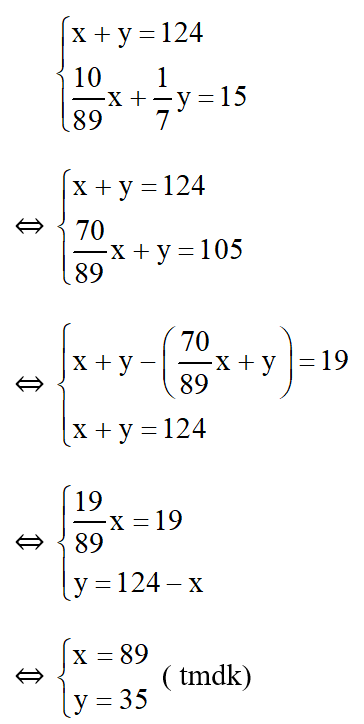 x + y = 124
10/89 x + 1/7 y = 15
⇔ x + y = 124
70/89 x + y = 105
⇔ x + y − (70/89 x + y) = 19
x + y = 124
⇔ 19/89 x = 19
y = 124 − x
⇔ x = 89
y = 35 ( tmdk)